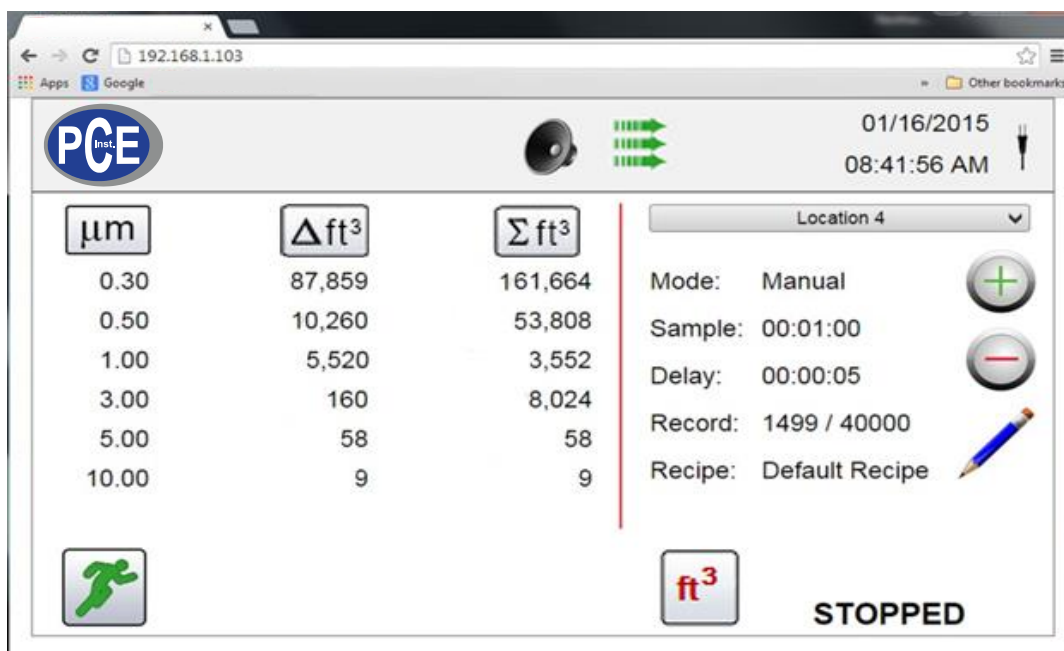 192.168.1.103
Apps Google Other bookmarks
PCE Inst.
01/16/2015
08:41:56 AM
µm Δft³ Σft³
0.30 87,859 161,664
0.50 10,260 53,808
1.00 5,520 3,552
3.00 160 8,024
5.00 58 58
10.00 9 9
Location 4
Mode: Manual
Sample: 00:01:00
Delay: 00:00:05
Record: 1499 / 40000
Recipe: Default Recipe
ft³
STOPPED